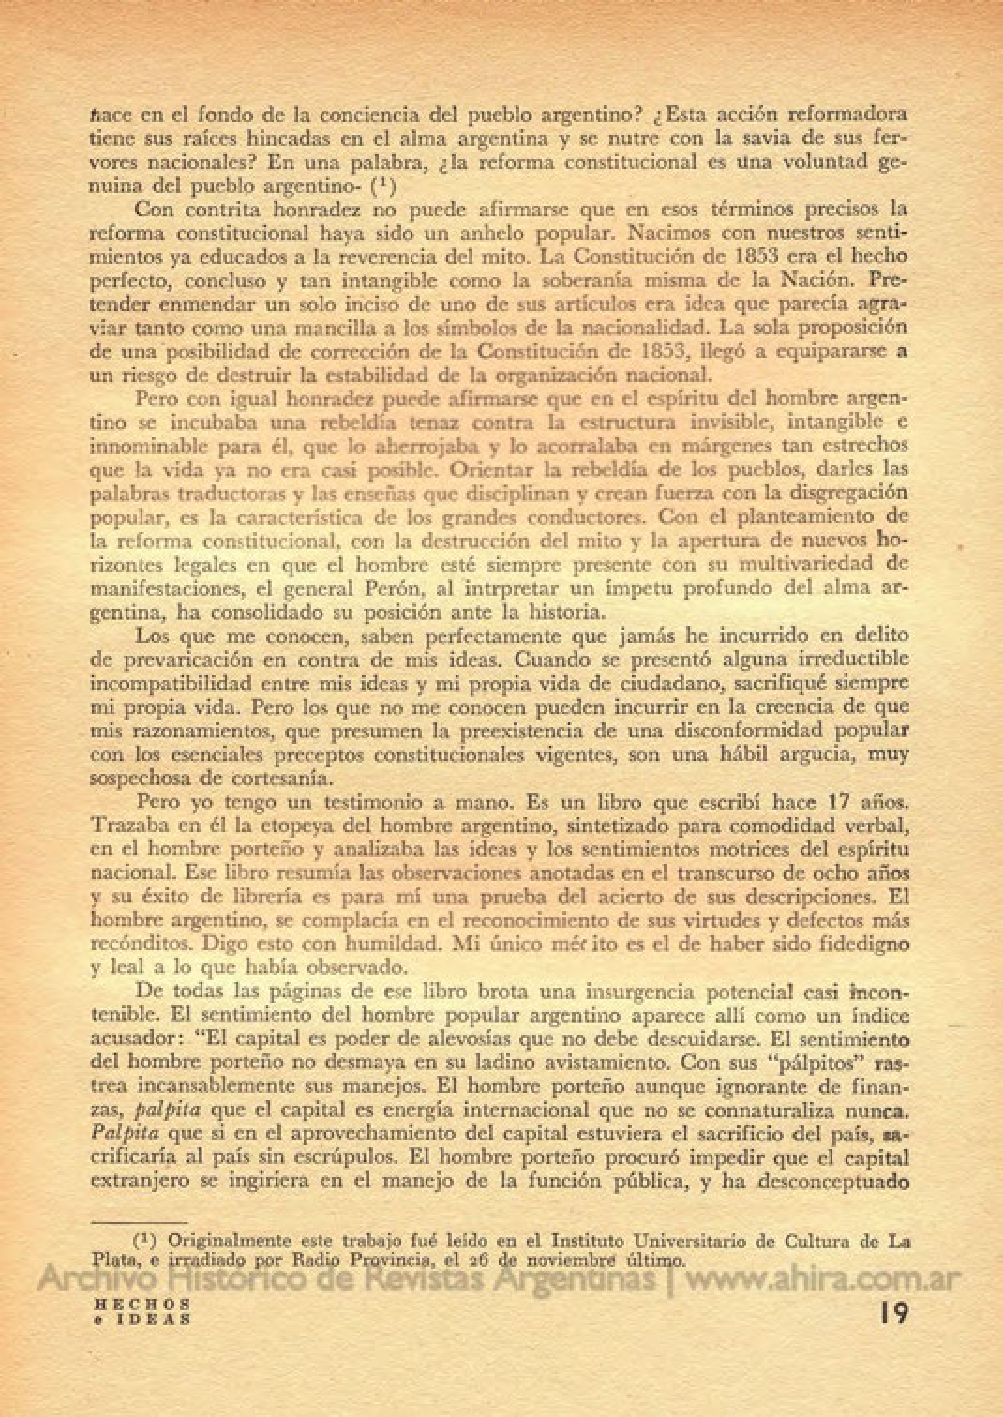 hace en el fondo de la conciencia del pueblo argentino? ¿Esta acción reformadora
tiene sus raíces hincadas en el alma argentina y se nutre con la savia de sus fer-
vores nacionales? En una palabra, ¿la reforma constitucional es una voluntad ge-
nuina del pueblo argentino- (¹)
Con contrita honradez no puede afirmarse que en esos términos precisos la
reforma constitucional haya sido un anhelo popular. Nacimos con nuestros senti-
mientos ya educados a la reverencia del mito. La Constitución de 1853 era el hecho
perfecto, concluso y tan intangible como la soberanía misma de la Nación. Pre-
tender enmendar un solo inciso de uno de sus artículos era idea que parecía agra-
viar tanto como una mancilla a los símbolos de la nacionalidad. La sola proposición
de una posibilidad de corrección de la Constitución de 1853, llegó a equipararse a
un riesgo de destruir la estabilidad de la organización nacional.
Pero con igual honradez puede afirmarse que en el espíritu del hombre argen-
tino se incubaba una rebeldía tenaz contra la estructura invisible, intangible e
innominable para él, que lo aherrojaba y lo acorralaba en márgenes tan estrechos
que la vida ya no era casi posible. Orientar la rebeldía de los pueblos, darles las
palabras traductoras y las enseñas que disciplinan y crean fuerza con la disgregación
popular, es la característica de los grandes conductores. Con el planteamiento de
la reforma constitucional, con la destrucción del mito y la apertura de nuevos ho-
rizontes legales en que el hombre esté siempre presente con su multivariedad de
manifestaciones, el general Perón, al intrpretar un ímpetu profundo del alma ar-
gentina, ha consolidado su posición ante la historia.
Los que me conocen, saben perfectamente que jamás he incurrido en delito
de prevaricación en contra de mis ideas. Cuando se presentó alguna irreductible
incompatibilidad entre mis ideas y mi propia vida de ciudadano, sacrifiqué siempre
mi propia vida. Pero los que no me conocen pueden incurrir en la creencia de que
mis razonamientos, que presumen la preexistencia de una disconformidad popular
con los esenciales preceptos constitucionales vigentes, son una hábil argucia, muy
sospechosa de cortesanía.
Pero yo tengo un testimonio a mano. Es un libro que escribí hace 17 años.
Trazaba en él la etopeya del hombre argentino, sintetizado para comodidad verbal,
en el hombre porteño y analizaba las ideas y los sentimientos motrices del espíritu
nacional. Ese libro resumía las observaciones anotadas en el transcurso de ocho años
y su éxito de librería es para mí una prueba del acierto de sus descripciones. El
hombre argentino, se complacía en el reconocimiento de sus virtudes y defectos más
recónditos. Digo esto con humildad. Mi único mérito es el de haber sido fidedigno
y leal a lo que había observado.
De todas las páginas de ese libro brota una insurgencia potencial casi incon-
tenible. El sentimiento del hombre popular argentino aparece allí como un índice
acusador: “El capital es poder de alevosías que no debe descuidarse. El sentimiento
del hombre porteño no desmaya en su ladino avistamiento. Con sus “pálpitos” ras-
trea incansablemente sus manejos. El hombre porteño aunque ignorante de finan-
zas, palpita que el capital es energía internacional que no se connaturaliza nunca.
Palpita que si en el aprovechamiento del capital estuviera el sacrificio del país, sa-
crificaría al país sin escrúpulos. El hombre porteño procuró impedir que el capital
extranjero se ingiriera en el manejo de la función pública, y ha desconceptuado
(¹) Originalmente este trabajo fué leído en el Instituto Universitario de Cultura de La
Plata, e irradiado por Radio Provincia, el 26 de noviembre último.
Archivo Histórico de Revistas Argentinas | www.ahira.com.ar
HECHOS
e IDEAS
19